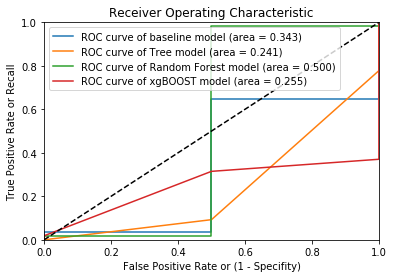 Receiver Operating Characteristic
1.0
0.8
0.6
0.4
0.2
0.0
True Positive Rate or Recall
ROC curve of baseline model (area = 0.343)
ROC curve of Tree model (area = 0.241)
ROC curve of Random Forest model (area = 0.500)
ROC curve of xgBOOST model (area = 0.255)
0.0 0.2 0.4 0.6 0.8 1.0
False Positive Rate or (1 - Specifity)